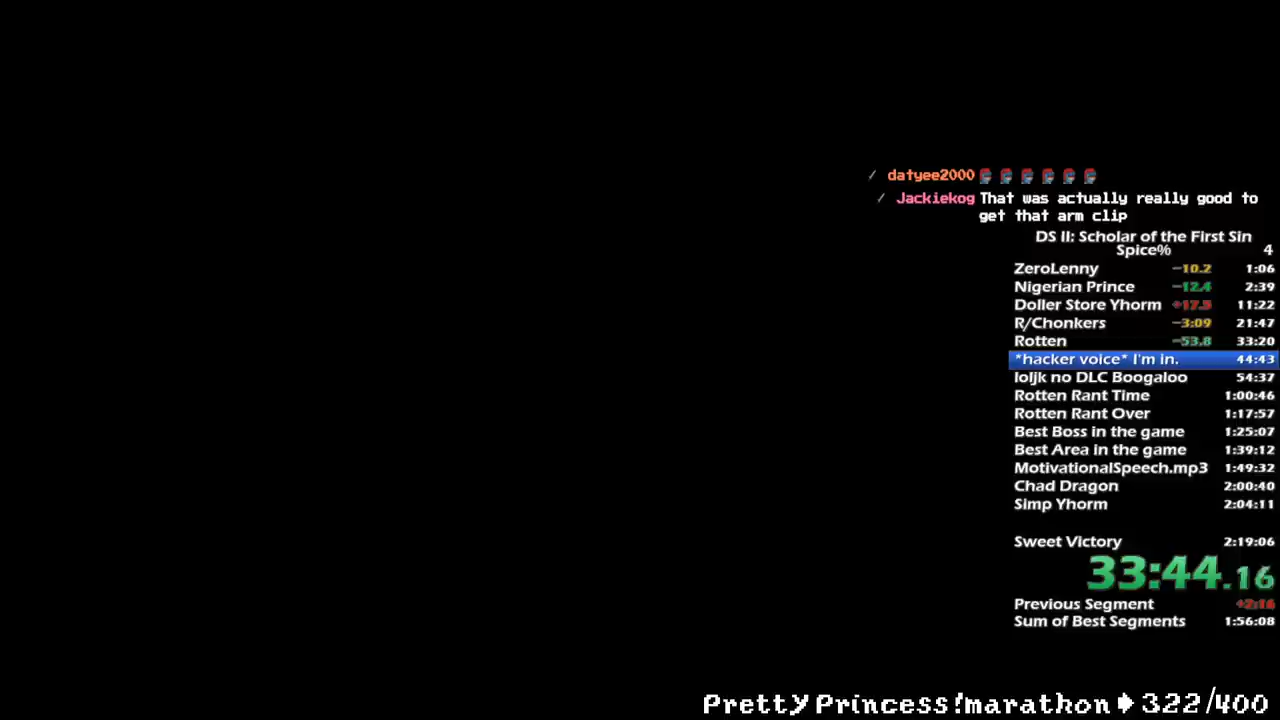 datyee2000
Jackiekog That was actually really good to
get that arm clip
DS II: Scholar of the First Sin
Spice% 4
ZeroLenny -10.2 1:06
Nigerian Prince -12.4 2:39
Doller Store Yhorm +17.5 11:22
R/Chonkers -3:09 21:47
Rotten -53.8 33:20
*hacker voice* I'm in. 44:43
loljk no DLC Boogaloo 54:37
Rotten Rant Time 1:00:46
Rotten Rant Over 1:17:57
Best Boss in the game 1:25:07
Best Area in the game 1:39:12
MotivationalSpeech.mp3 1:49:32
Chad Dragon 2:00:40
Simp Yhorm 2:04:11
Sweet Victory 2:19:06
33:44.16
Previous Segment +2:16
Sum of Best Segments 1:56:08
Pretty Princess !marathon → 322/400